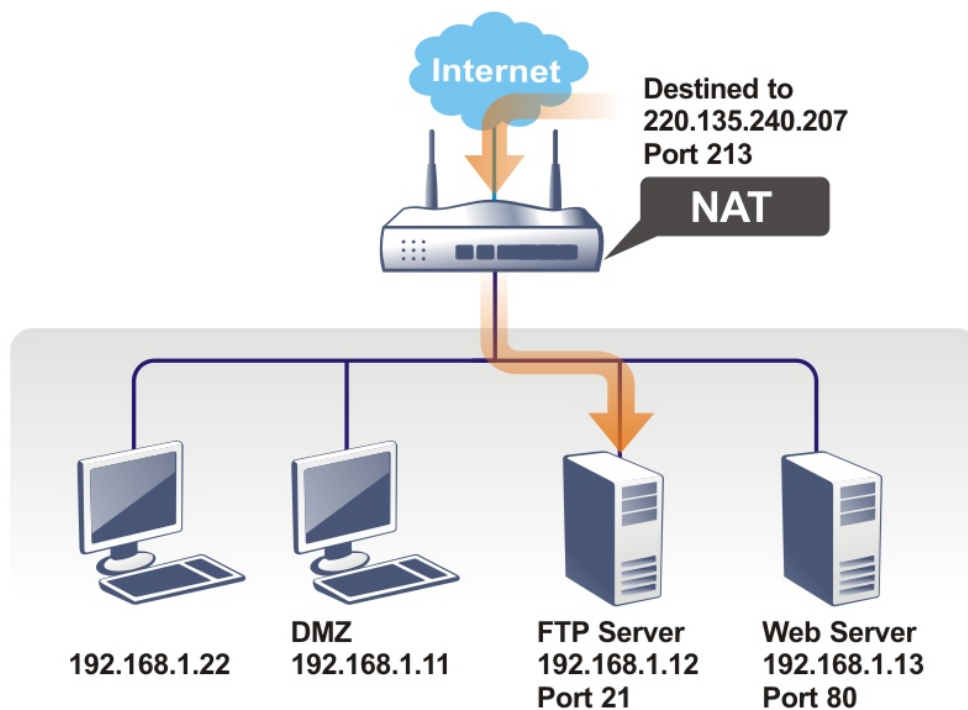 Internet
Destined to
220.135.240.207
Port 213
NAT
192.168.1.22
DMZ
192.168.1.11
FTP Server
192.168.1.12
Port 21
Web Server
192.168.1.13
Port 80